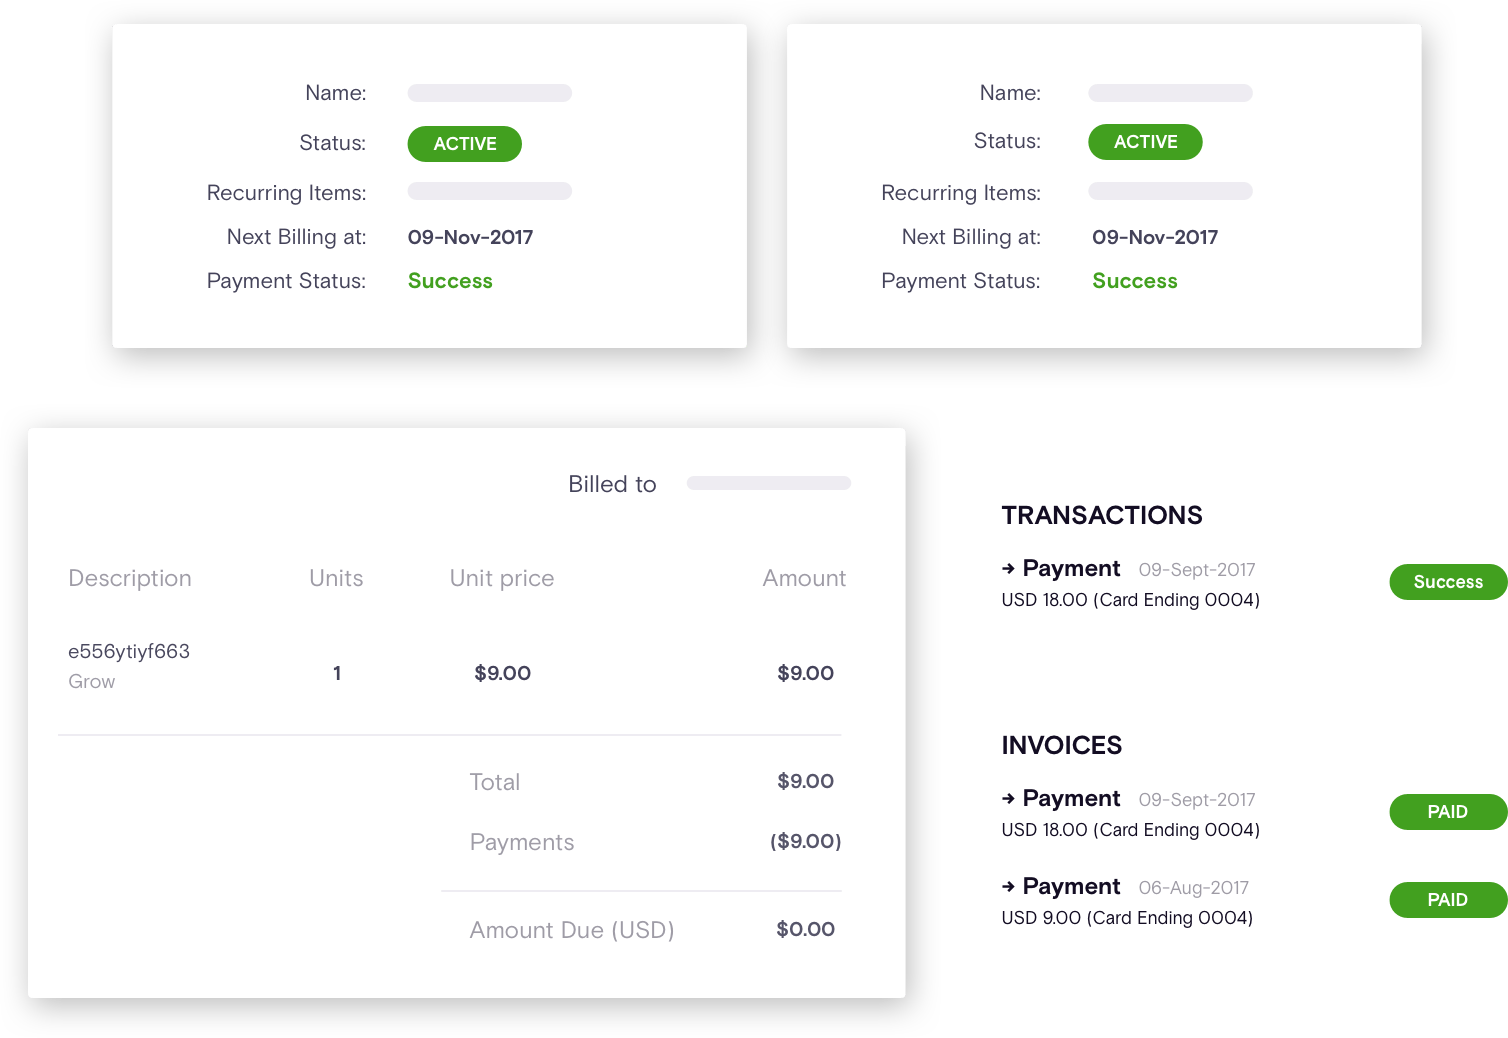 Name:
Status: ACTIVE
Recurring Items:
Next Billing at: 09-Nov-2017
Payment Status: Success
Name:
Status: ACTIVE
Recurring Items:
Next Billing at: 09-Nov-2017
Payment Status: Success
Billed to
Description Units Unit price Amount
e556ytiyf663
Grow
1 $9.00 $9.00
Total $9.00
Payments ($9.00)
Amount Due (USD) $0.00
TRANSACTIONS
→ Payment 09-Sept-2017
USD 18.00 (Card Ending 0004)
Success
INVOICES
→ Payment 09-Sept-2017
USD 18.00 (Card Ending 0004)
PAID
→ Payment 06-Aug-2017
USD 9.00 (Card Ending 0004)
PAID